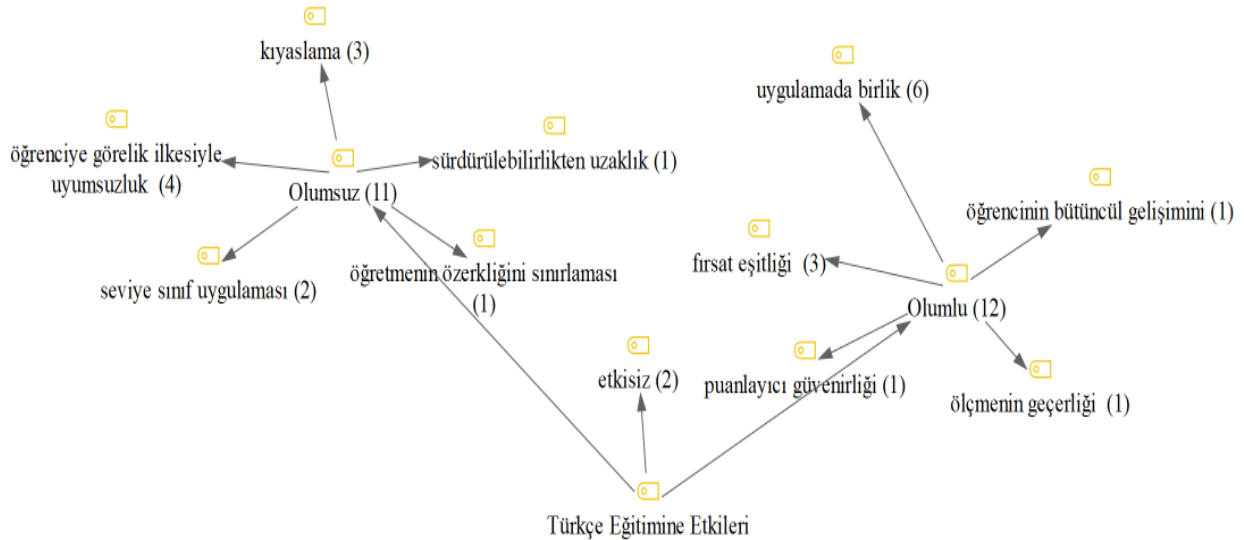 kıyaslama (3)
uygulamada birlik (6)
öğrenciye görelik ilkesiyle
uyumsuzluk (4)
sürdürülebilirlikten uzaklık (1)
Olumsuz (11)
öğrencinin bütüncül gelişimini (1)
fırsat eşitliği (3)
seviye sınıf uygulaması (2)
öğretmenin özerkliğini sınırlaması
(1)
Olumlu (12)
etkisiz (2)
puanlayıcı güvenirliği (1)
ölçmenin geçerliği (1)
Türkçe Eğitimine Etkileri